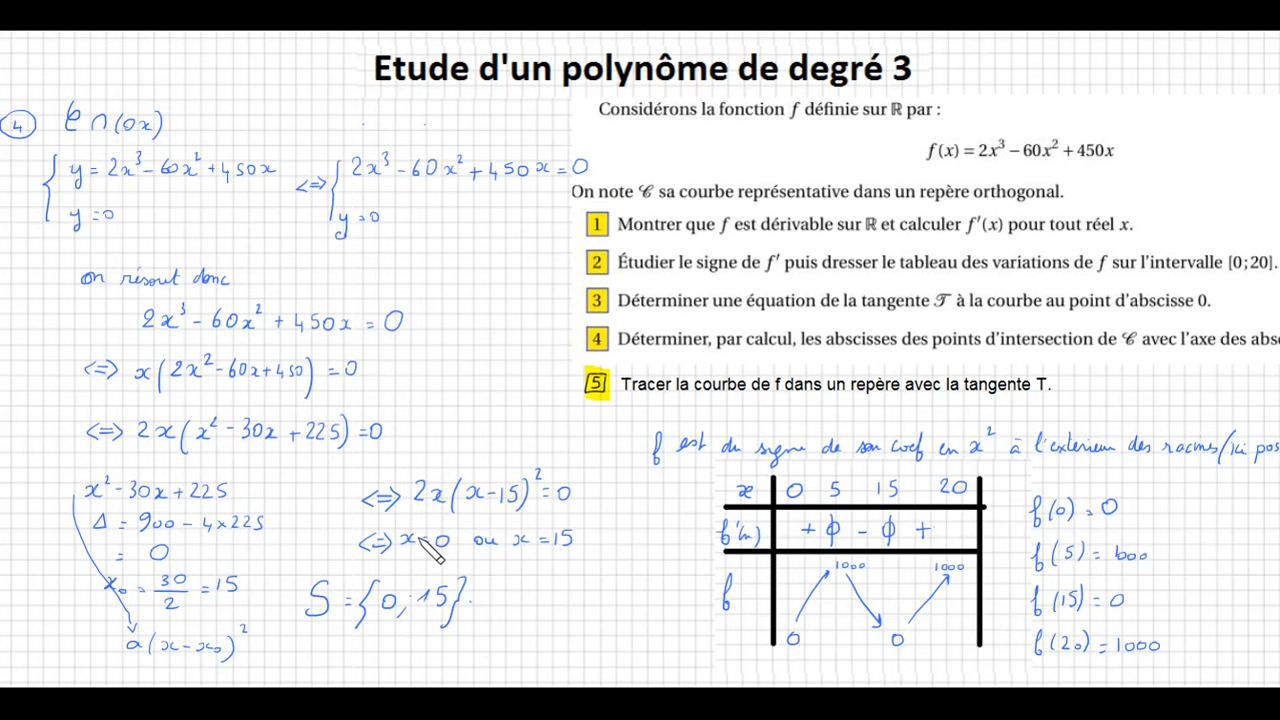 Etude d'un polynôme de degré 3
Considérons la fonction f définie sur ℝ par :
f(x) = 2x³ − 60x² + 450x
On note 𝒞 sa courbe représentative dans un repère orthogonal.
1 Montrer que f est dérivable sur ℝ et calculer f′(x) pour tout réel x.
2 Étudier le signe de f′ puis dresser le tableau des variations de f sur l'intervalle [0;20].
3 Déterminer une équation de la tangente 𝒯 à la courbe au point d'abscisse 0.
4 Déterminer, par calcul, les abscisses des points d'intersection de 𝒞 avec l'axe des abs
5 Tracer la courbe de f dans un repère avec la tangente T.
4 𝒞 ∩ (Ox)
{ y = 2x³ − 60x² + 450x <=> { 2x³ − 60x² + 450x = 0
y = 0 y = 0
on résout donc
2x³ − 60x² + 450x = 0
<=> x(2x² − 60x + 450) = 0
<=> 2x(x² − 30x + 225) = 0
x² − 30x + 225
Δ = 900 − 4 × 225
= 0
x₀ = 30/2 = 15
a(x − x₀)²
<=> 2x(x − 15)² = 0
<=> x = 0 ou x = 15
S = {0; 15}.
f est du signe de son coef en x² à l'exterieur des racines/(ici pos
x 0 5 15 20
f'(x) + 0 − 0 +
f 0 1000 0 1000
f(0) = 0
f(5) =
f(15) = 0
f(20) = 1000